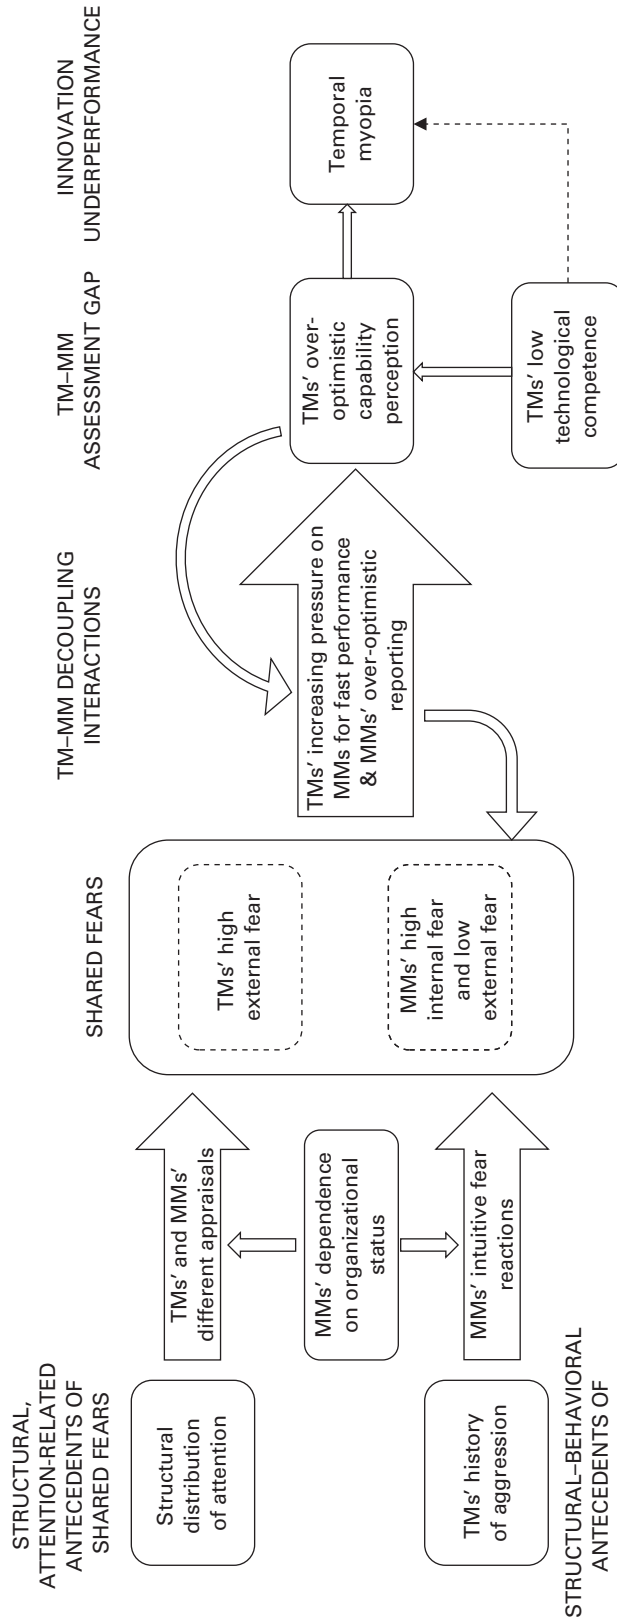 STRUCTURAL,
ATTENTION-RELATED
ANTECEDENTS OF
SHARED FEARS
Structural
distribution
of attention
TMs' history
of aggression
STRUCTURAL–BEHAVIORAL
ANTECEDENTS OF
TMs' and MMs'
different appraisals
MMs' dependence
on organizational
status
MMs' intuitive fear
reactions
SHARED FEARS
TMs' high
external fear
MMs' high
internal fear
and low
external fear
TM–MM DECOUPLING
INTERACTIONS
TMs' increasing pressure on
MMs for fast performance
& MMs' over-optimistic
reporting
TM–MM
ASSESSMENT GAP
TMs' over-
optimistic
capability
perception
TMs' low
technological
competence
INNOVATION
UNDERPERFORMANCE
Temporal
myopia